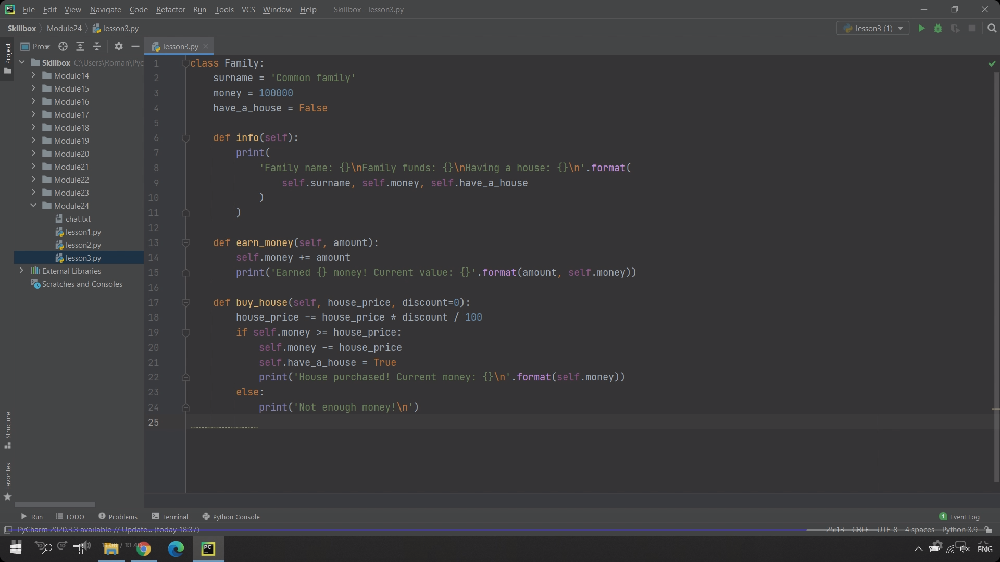 File Edit View Navigate Code Refactor Run Tools VCS Window Help Skillbox - lesson3.py
Skillbox Module24 lesson3.py lesson3 (1)
Project
Pro... lesson3.py
Skillbox C:\Users\Roman\Pyc
Module14
Module15
Module16
Module17
Module18
Module19
Module20
Module21
Module22
Module23
Module24
chat.txt
lesson1.py
lesson2.py
lesson3.py
External Libraries
Scratches and Consoles
1 class Family:
2     surname = 'Common family'
3     money = 100000
4     have_a_house = False
5
6     def info(self):
7         print(
8             'Family name: {}\nFamily funds: {}\nHaving a house: {}\n'.format(
9                 self.surname, self.money, self.have_a_house
10             )
11         )
12
13     def earn_money(self, amount):
14         self.money += amount
15         print('Earned {} money! Current value: {}'.format(amount, self.money))
16
17     def buy_house(self, house_price, discount=0):
18         house_price -= house_price * discount / 100
19         if self.money >= house_price:
20             self.money -= house_price
21             self.have_a_house = True
22             print('House purchased! Current money: {}\n'.format(self.money))
23         else:
24             print('Not enough money!\n')
25
Structure
Favorites
Run TODO Problems Terminal Python Console 1 Event Log
PyCharm 2020.3.3 available // Update... (today 18:37) 25:13 CRLF UTF-8 4 spaces Python 3.9
10 10 / 13:40 PC ENG